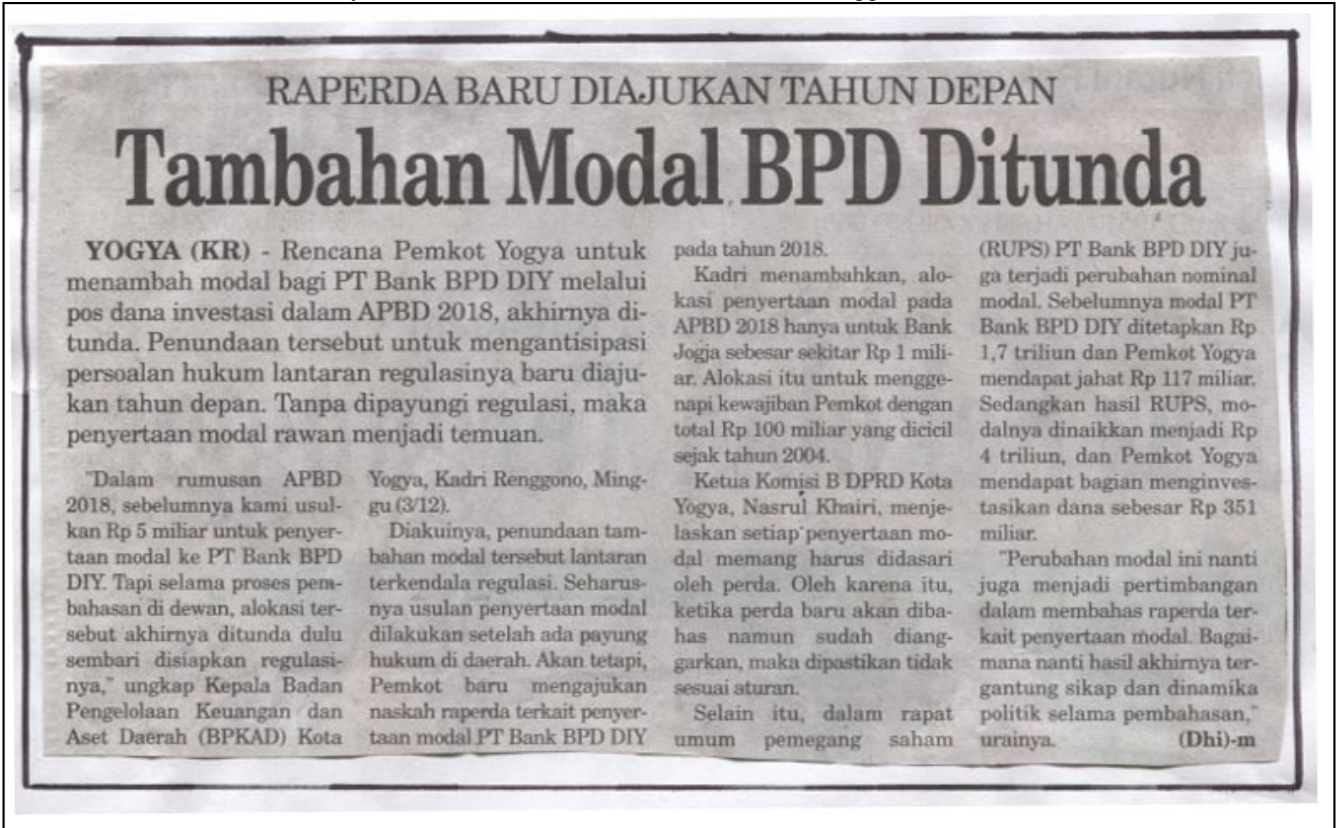 RAPERDA BARU DIAJUKAN TAHUN DEPAN
Tambahan Modal BPD Ditunda
YOGYA (KR) - Rencana Pemkot Yogya untuk
menambah modal bagi PT Bank BPD DIY melalui
pos dana investasi dalam APBD 2018, akhirnya di-
tunda. Penundaan tersebut untuk mengantisipasi
persoalan hukum lantaran regulasinya baru diaju-
kan tahun depan. Tanpa dipayungi regulasi, maka
penyertaan modal rawan menjadi temuan.
"Dalam rumusan APBD
2018, sebelumnya kami usul-
kan Rp 5 miliar untuk penyer-
taan modal ke PT Bank BPD
DIY. Tapi selama proses pem-
bahasan di dewan, alokasi ter-
sebut akhirnya ditunda dulu
sembari disiapkan regulasi-
nya," ungkap Kepala Badan
Pengelolaan Keuangan dan
Aset Daerah (BPKAD) Kota
Yogya, Kadri Renggono, Ming-
gu (3/12).
Diakuinya, penundaan tam-
bahan modal tersebut lantaran
terkendala regulasi. Seharus-
nya usulan penyertaan modal
dilakukan setelah ada payung
hukum di daerah. Akan tetapi,
Pemkot baru mengajukan
naskah raperda terkait penyer-
taan modal PT Bank BPD DIY
pada tahun 2018.
Kadri menambahkan, alo-
kasi penyertaan modal pada
APBD 2018 hanya untuk Bank
Jogja sebesar sekitar Rp 1 mili-
ar. Alokasi itu untuk mengge-
napi kewajiban Pemkot dengan
total Rp 100 miliar yang dicicil
sejak tahun 2004.
Ketua Komisi B DPRD Kota
Yogya, Nasrul Khairi, menje-
laskan setiap penyertaan mo-
dal memang harus didasari
oleh perda. Oleh karena itu,
ketika perda baru akan diba-
has namun sudah diang-
garkan, maka dipastikan tidak
sesuai aturan.
Selain itu, dalam rapat
umum pemegang saham
(RUPS) PT Bank BPD DIY ju-
ga terjadi perubahan nominal
modal. Sebelumnya modal PT
Bank BPD DIY ditetapkan Rp
1,7 triliun dan Pemkot Yogya
mendapat jahat Rp 117 miliar.
Sedangkan hasil RUPS, mo-
dalnya dinaikkan menjadi Rp
4 triliun, dan Pemkot Yogya
mendapat bagian menginves-
tasikan dana sebesar Rp 351
miliar.
"Perubahan modal ini nanti
juga menjadi pertimbangan
dalam membahas raperda ter-
kait penyertaan modal. Bagai-
mana nanti hasil akhirnya ter-
gantung sikap dan dinamika
politik selama pembahasan,"
urainya. (Dhi)-m